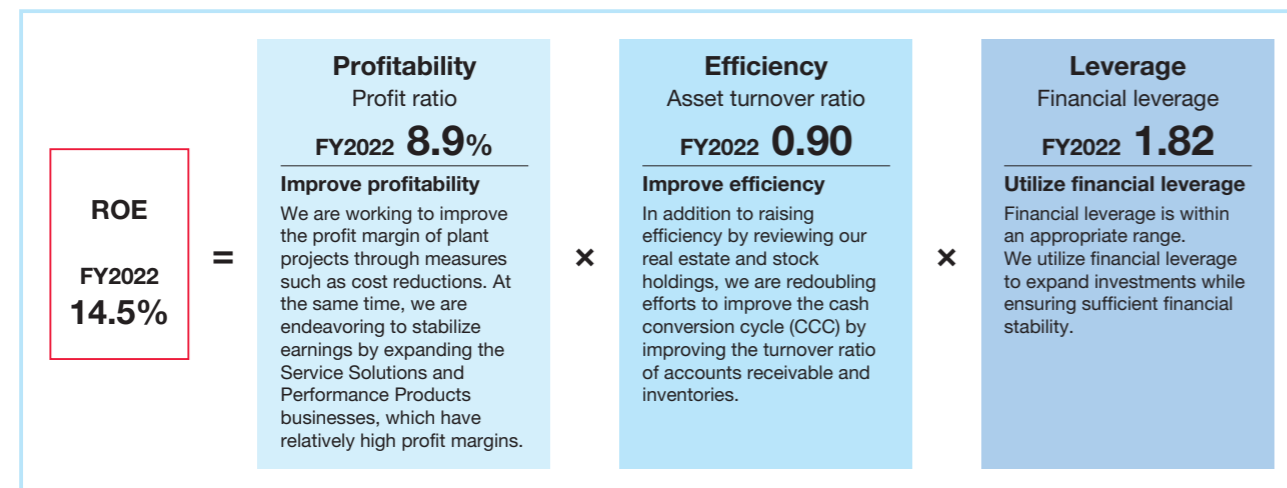 ROE
FY2022
14.5%
=
Profitability
Profit ratio
FY2022 8.9%
Improve profitability
We are working to improve
the profit margin of plant
projects through measures
such as cost reductions. At
the same time, we are
endeavoring to stabilize
earnings by expanding the
Service Solutions and
Performance Products
businesses, which have
relatively high profit margins.
×
Efficiency
Asset turnover ratio
FY2022 0.90
Improve efficiency
In addition to raising
efficiency by reviewing our
real estate and stock
holdings, we are redoubling
efforts to improve the cash
conversion cycle (CCC) by
improving the turnover ratio
of accounts receivable and
inventories.
×
Leverage
Financial leverage
FY2022 1.82
Utilize financial leverage
Financial leverage is within
an appropriate range.
We utilize financial leverage
to expand investments while
ensuring sufficient financial
stability.